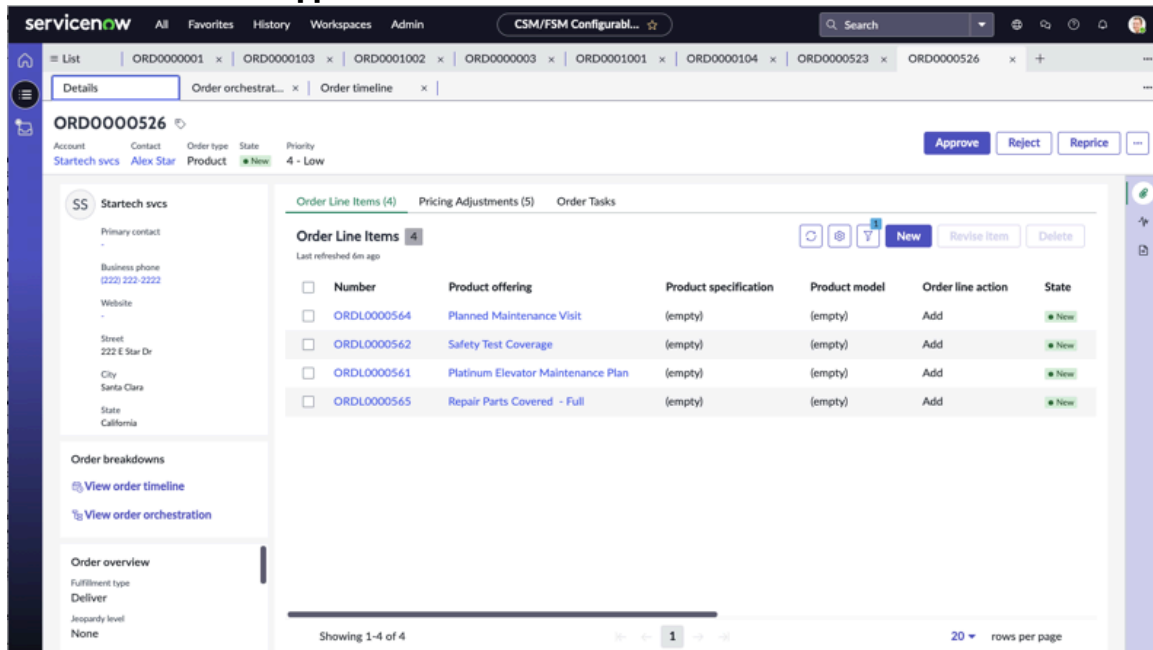 servicenow All Favorites History Workspaces Admin CSM/FSM Configurabl... Search
List ORD0000001 × ORD0000103 × ORD0001002 × ORD0000003 × ORD0001001 × ORD0000104 × ORD0000523 × ORD0000526 × +
Details Order orchestrat... × Order timeline ×
ORD0000526
Account Contact Order type State Priority
Startech svcs Alex Star Product New 4 - Low
Approve Reject Reprice
SS Startech svcs
Primary contact
-
Business phone
(222) 222-2222
Website
-
Street
222 E Star Dr
City
Santa Clara
State
California
Order breakdowns
View order timeline
View order orchestration
Order overview
Fulfillment type
Deliver
Jeopardy level
None
Order Line Items (4) Pricing Adjustments (5) Order Tasks
Order Line Items 4
Last refreshed 6m ago
1
New Revise Item Delete
Number Product offering Product specification Product model Order line action State
ORDL0000564 Planned Maintenance Visit (empty) (empty) Add New
ORDL0000562 Safety Test Coverage (empty) (empty) Add New
ORDL0000561 Platinum Elevator Maintenance Plan (empty) (empty) Add New
ORDL0000565 Repair Parts Covered - Full (empty) (empty) Add New
Showing 1-4 of 4 1 20 rows per page